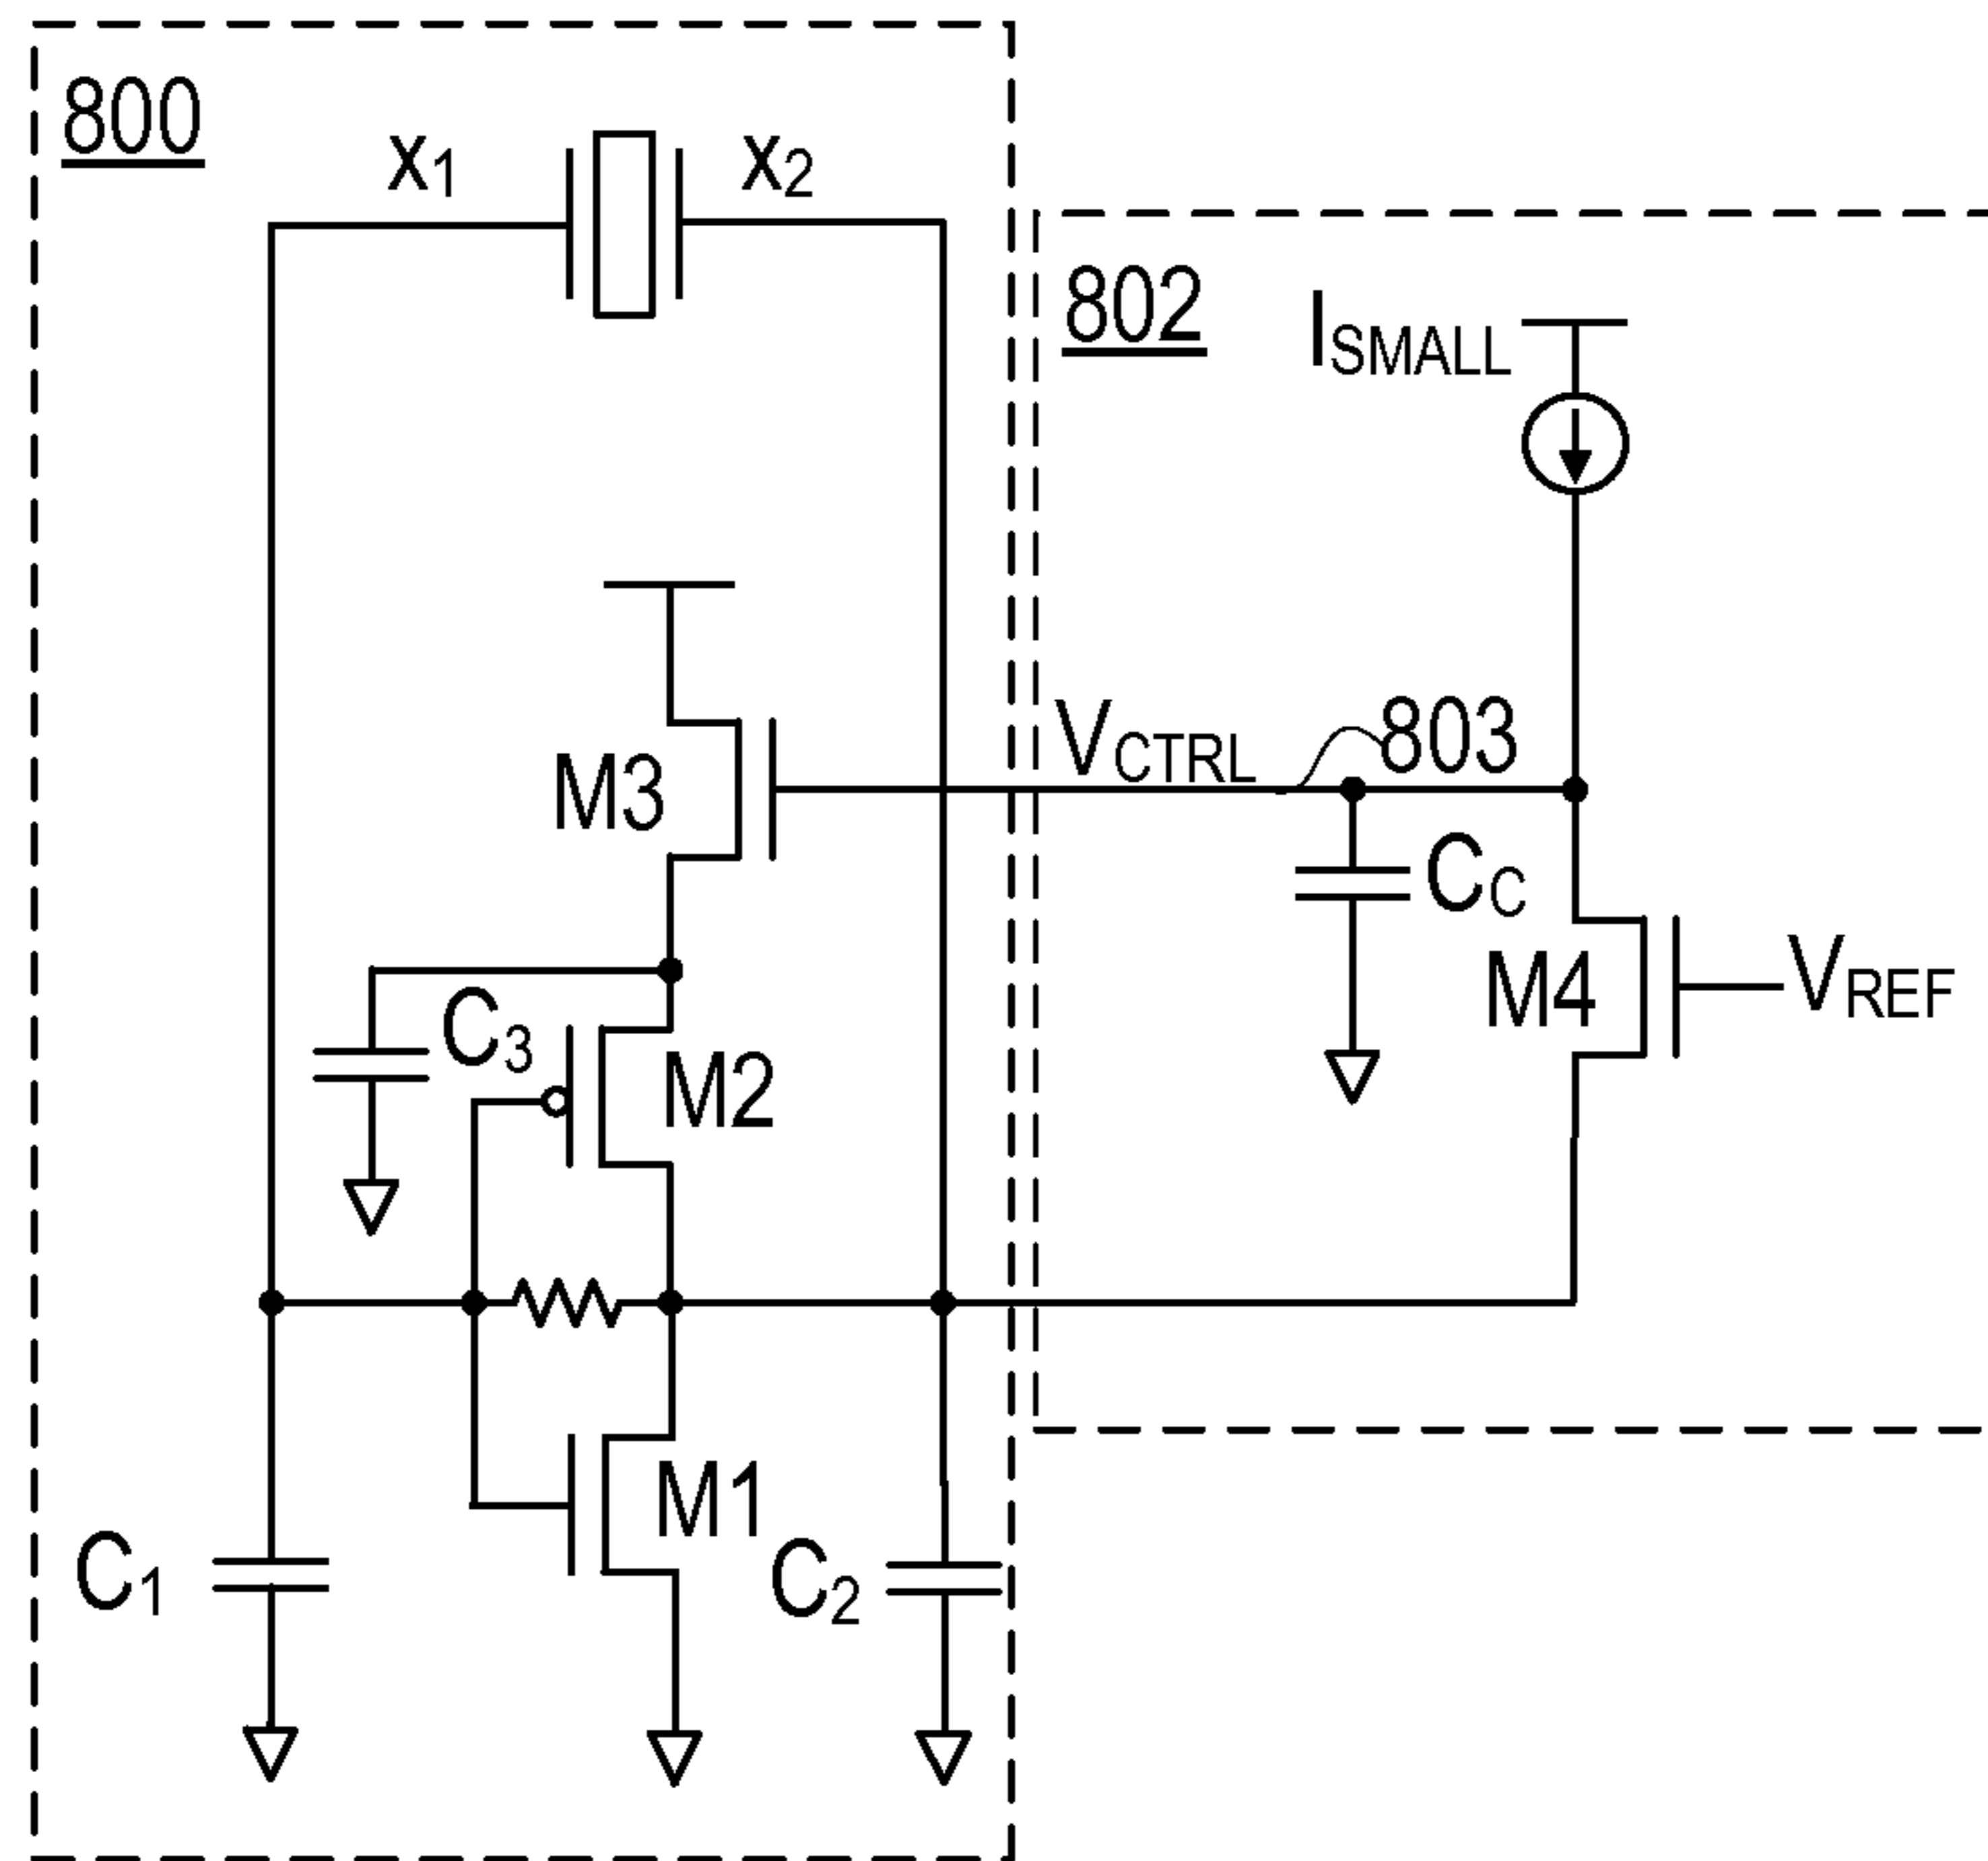 800
x1
x2
802
ISMALL
VCTRL
803
M3
CC
M4
VREF
C3
M2
M1
C1
C2